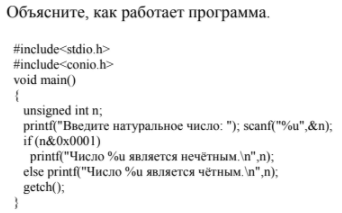 Объясните, как работает программа.
#include<stdio.h>
#include<conio.h>
void main()
{
unsigned int n;
printf("Введите натуральное число: "); scanf("%u",&n);
if (n&0x0001)
printf("Число %u является нечётным.\n",n);
else printf("Число %u является чётным.\n",n);
getch();
}